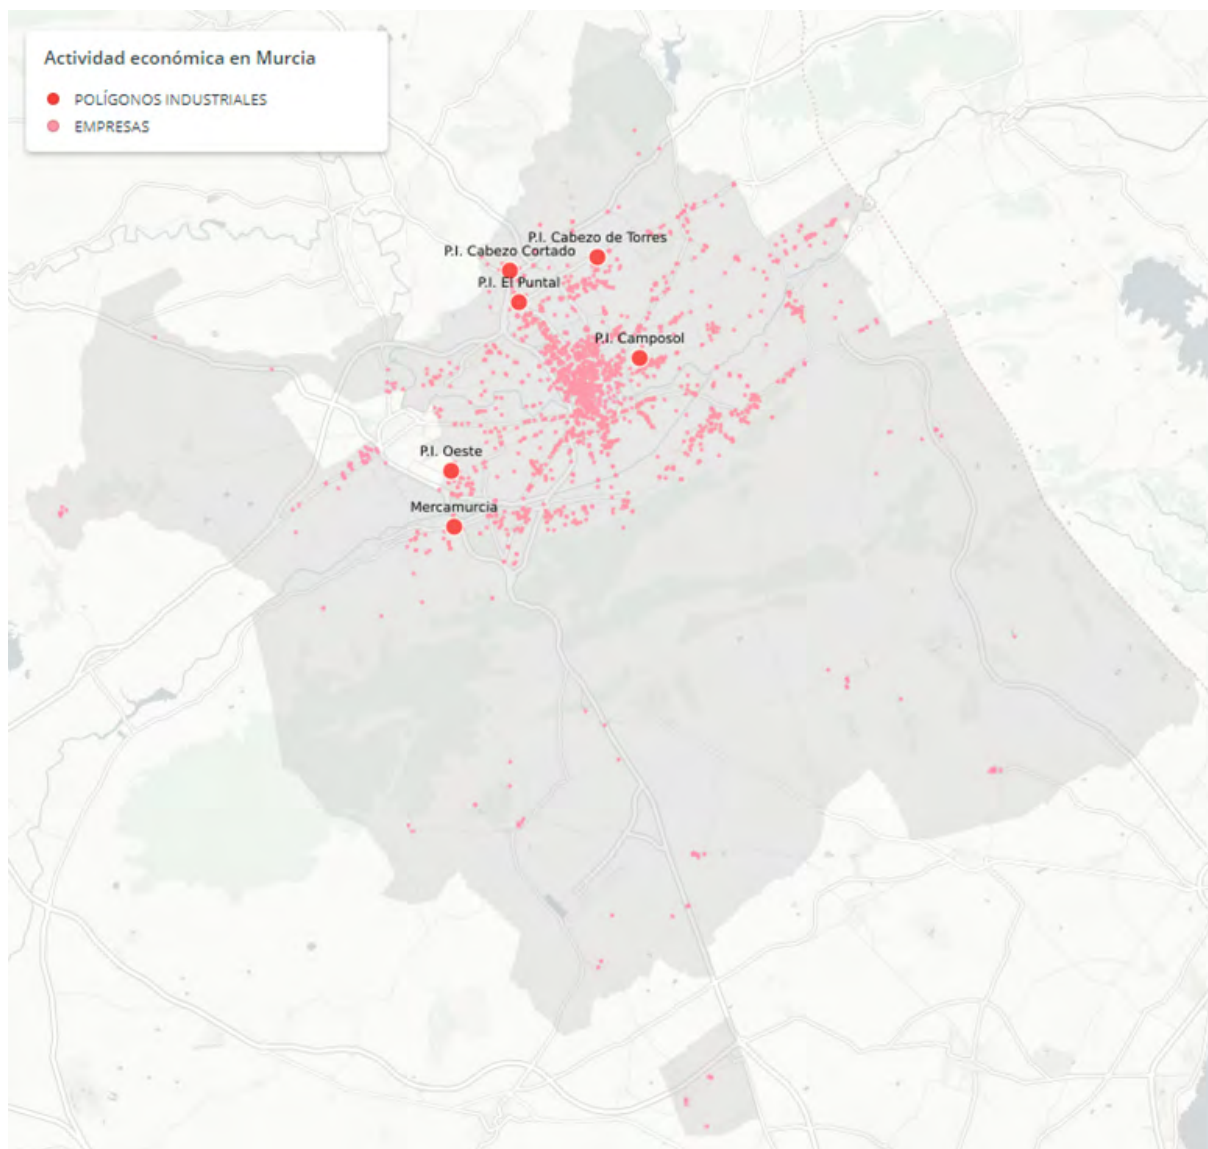 Actividad económica en Murcia
POLÍGONOS INDUSTRIALES
EMPRESAS
P.I. Cabezo de Torres
P.I. Cabezo Cortado
P.I. El Puntal
P.I. Camposol
P.I. Oeste
Mercamurcia